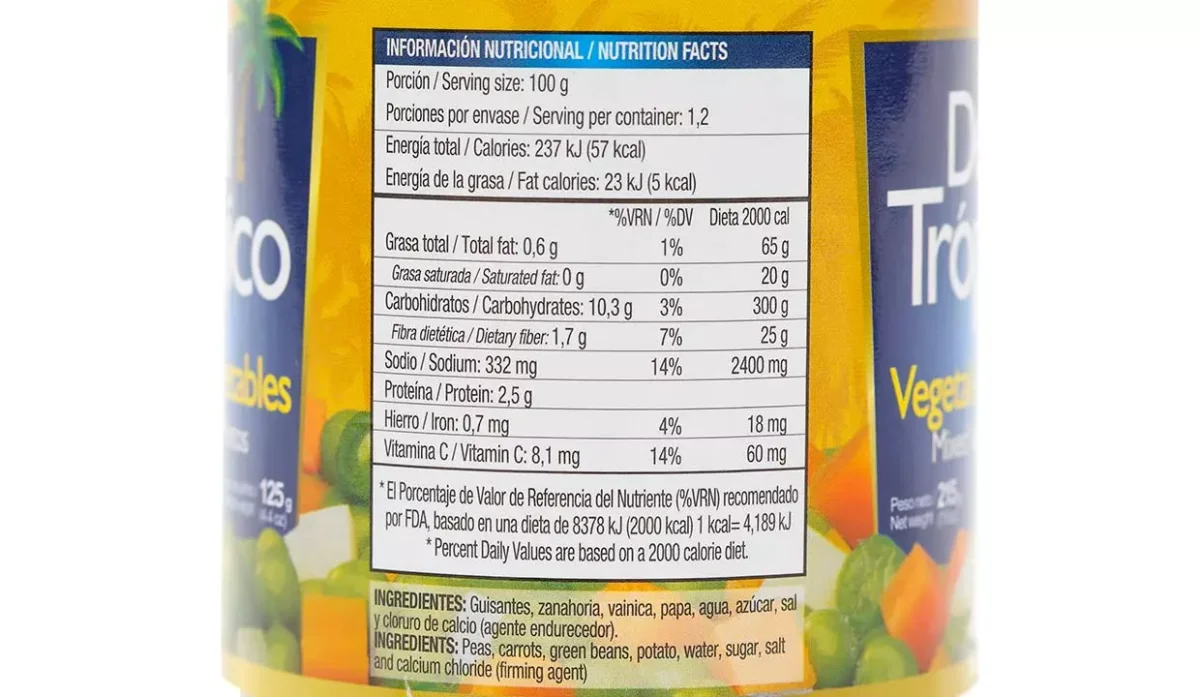 INFORMACIÓN NUTRICIONAL / NUTRITION FACTS
Porción / Serving size: 100 g
Porciones por envase / Serving per container: 1,2
Energía total / Calories: 237 kJ (57 kcal)
Energía de la grasa / Fat calories: 23 kJ (5 kcal)
*%VRN / %DV Dieta 2000 cal
Grasa total / Total fat: 0,6 g 1% 65 g
Grasa saturada / Saturated fat: 0 g 0% 20 g
Carbohidratos / Carbohydrates: 10,3 g 3% 300 g
Fibra dietética / Dietary fiber: 1,7 g 7% 25 g
Sodio / Sodium: 332 mg 14% 2400 mg
Proteína / Protein: 2,5 g
Hierro / Iron: 0,7 mg 4% 18 mg
Vitamina C / Vitamin C: 8,1 mg 14% 60 mg
* El Porcentaje de Valor de Referencia del Nutriente (%VRN) recomendado
por FDA, basado en una dieta de 8378 kJ (2000 kcal) 1 kcal= 4,189 kJ
* Percent Daily Values are based on a 2000 calorie diet.
INGREDIENTES: Guisantes, zanahoria, vainica, papa, agua, azúcar, sal
y cloruro de calcio (agente endurecedor).
INGREDIENTS: Peas, carrots, green beans, potato, water, sugar, salt
and calcium chloride (firming agent)
ico
ables
125g
(4.4 oz)
D
Tró
Vegeta
Mixed
Peso neto 215
Net weight